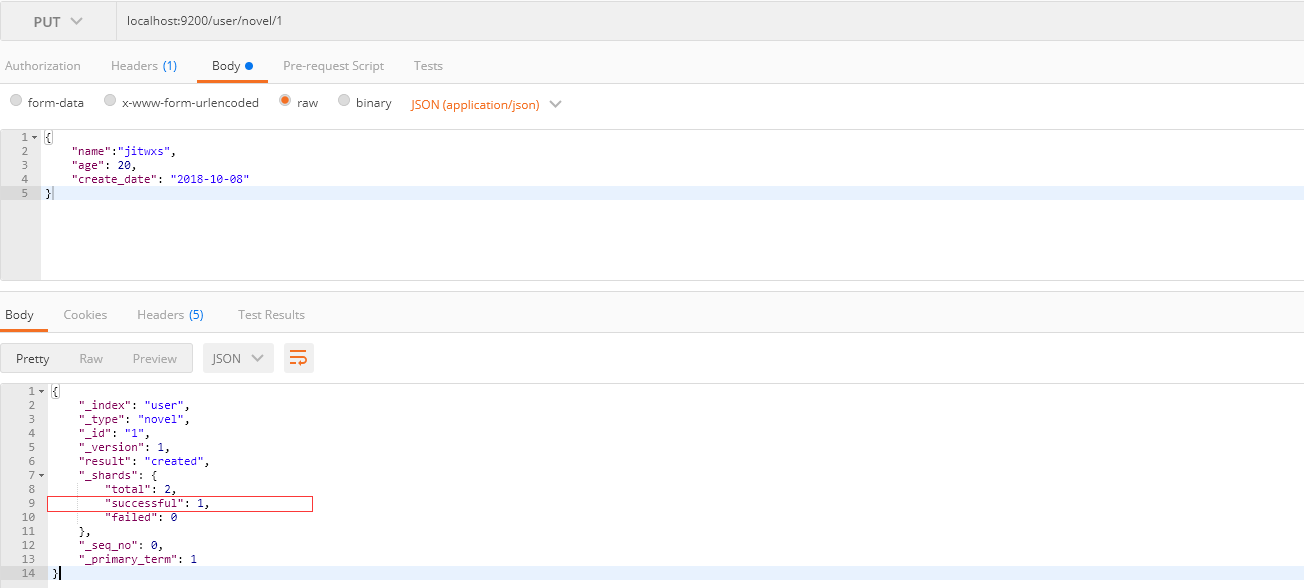 PUT localhost:9200/user/novel/1
Authorization Headers (1) Body Pre-request Script Tests
form-data x-www-form-urlencoded raw binary JSON (application/json)
1 {
2 "name":"jitwxs",
3 "age": 20,
4 "create_date": "2018-10-08"
5 }
Body Cookies Headers (5) Test Results
Pretty Raw Preview JSON
1 {
2 "_index": "user",
3 "_type": "novel",
4 "_id": "1",
5 "_version": 1,
6 "result": "created",
7 "_shards": {
8 "total": 2,
9 "successful": 1,
10 "failed": 0
11 },
12 "_seq_no": 0,
13 "_primary_term": 1
14 }